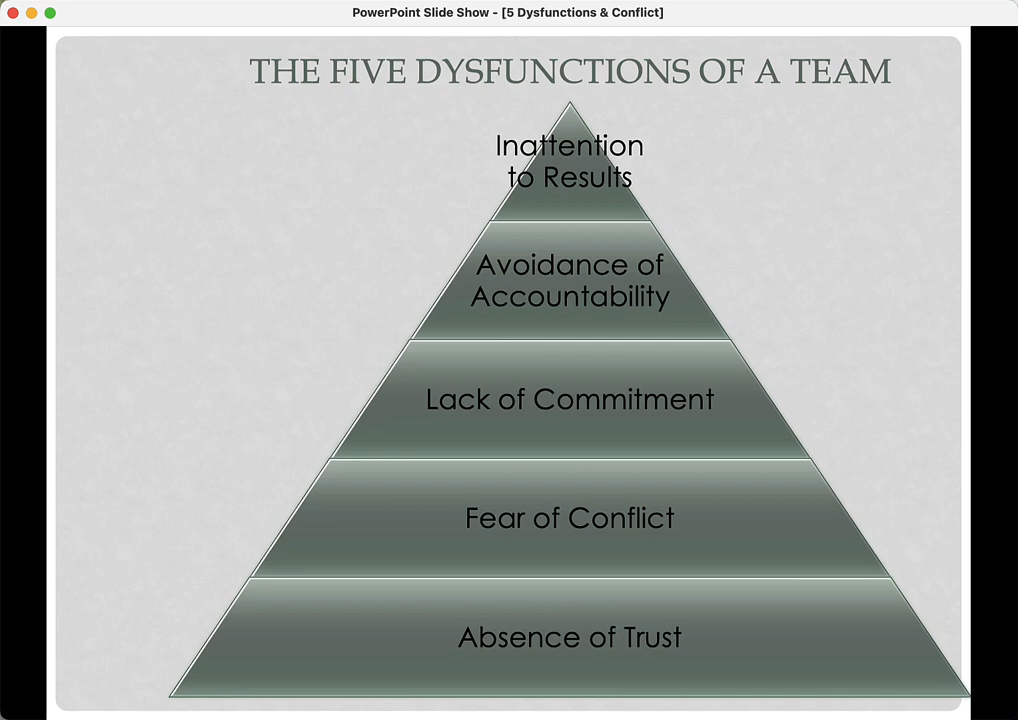 PowerPoint Slide Show - [5 Dysfunctions & Conflict]
THE FIVE DYSFUNCTIONS OF A TEAM
Inattention
to Results
Avoidance of
Accountability
Lack of Commitment
Fear of Conflict
Absence of Trust